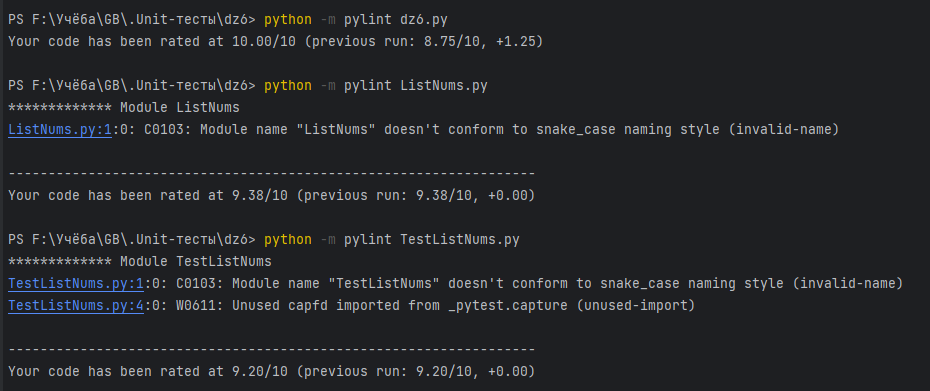 PS F:\Учёба\GB\.Unit-тесты\dz6> python -m pylint dz6.py
Your code has been rated at 10.00/10 (previous run: 8.75/10, +1.25)
PS F:\Учёба\GB\.Unit-тесты\dz6> python -m pylint ListNums.py
************* Module ListNums
ListNums.py:1:0: C0103: Module name "ListNums" doesn't conform to snake_case naming style (invalid-name)
------------------------------------------------------------------
Your code has been rated at 9.38/10 (previous run: 9.38/10, +0.00)
PS F:\Учёба\GB\.Unit-тесты\dz6> python -m pylint TestListNums.py
************* Module TestListNums
TestListNums.py:1:0: C0103: Module name "TestListNums" doesn't conform to snake_case naming style (invalid-name)
TestListNums.py:4:0: W0611: Unused capfd imported from _pytest.capture (unused-import)
------------------------------------------------------------------
Your code has been rated at 9.20/10 (previous run: 9.20/10, +0.00)